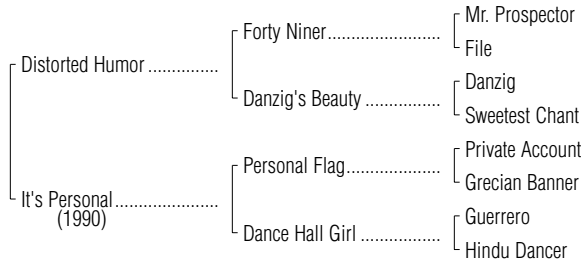 Mr. Prospector
Forty Niner......................
File
Distorted Humor ...............
Danzig
Danzig's Beauty ...............
Sweetest Chant
Private Account
Personal Flag...................
Grecian Banner
It's Personal......................
(1990)
Guerrero
Dance Hall Girl ................
Hindu Dancer